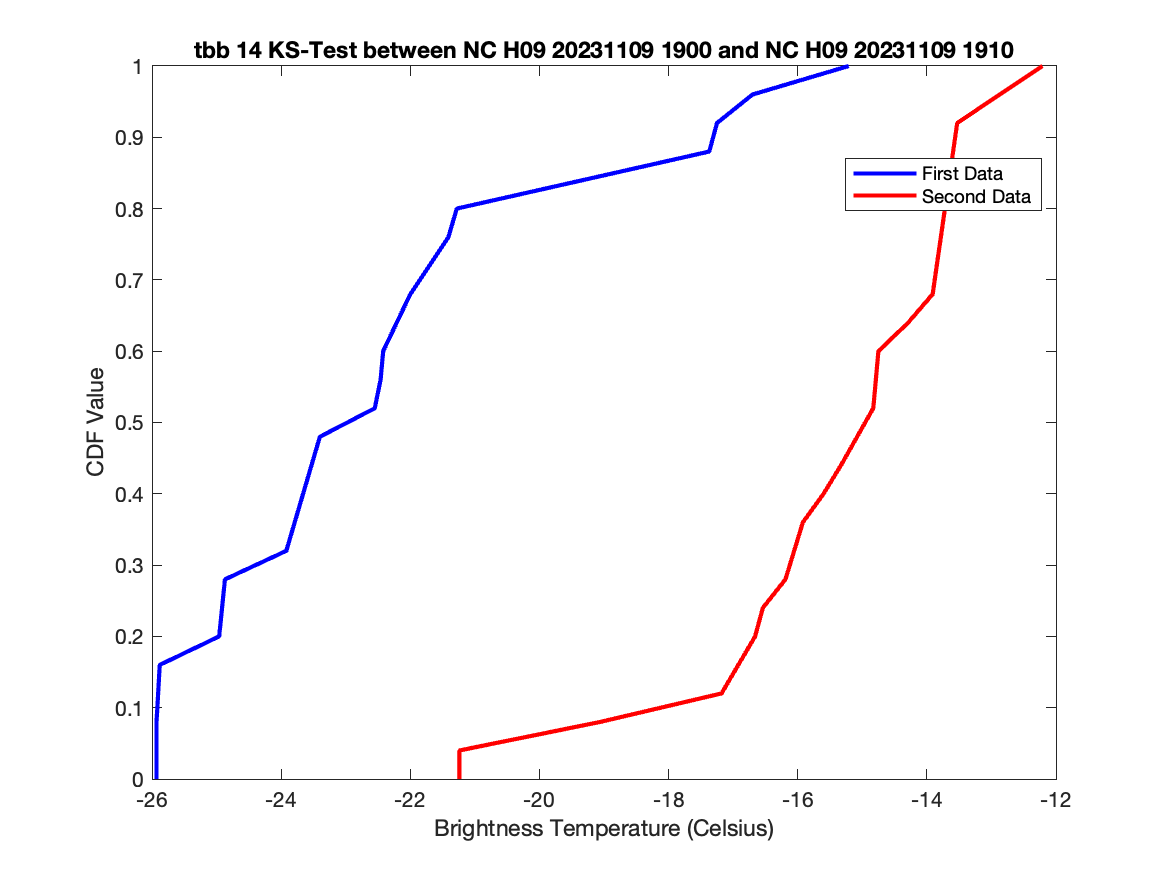 tbb 14 KS-Test between NC H09 20231109 1900 and NC H09 20231109 1910
1
0.9
0.8
0.7
0.6
0.5
0.4
0.3
0.2
0.1
0
CDF Value
First Data
Second Data
-26 -24 -22 -20 -18 -16 -14 -12
Brightness Temperature (Celsius)